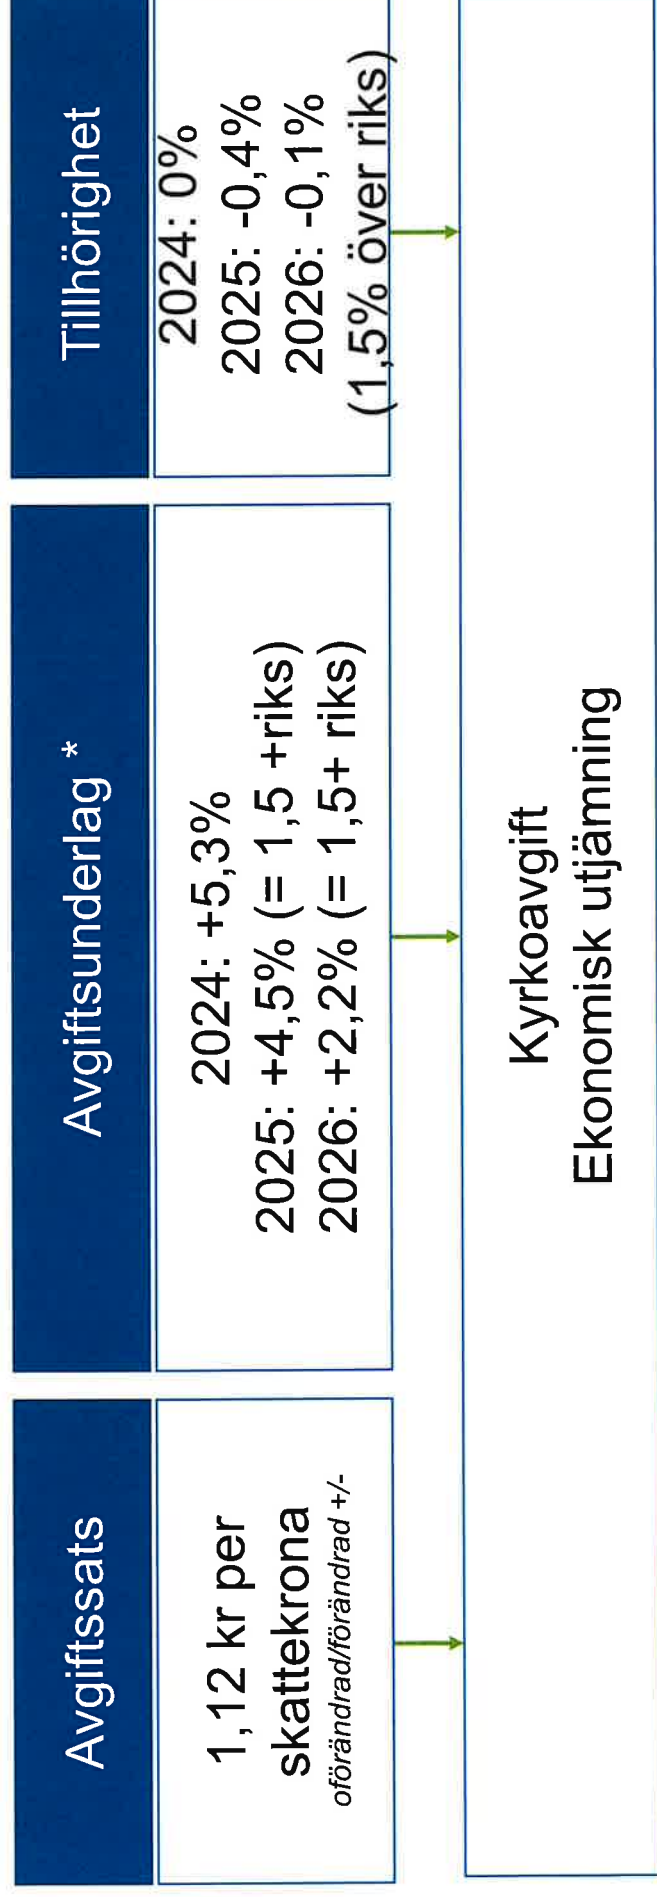 Avgiftssats
1,12 kr per
skattekrona
oförändrad/förändrad +/-
Avgiftsunderlag *
2024: +5,3%
2025: +4,5% (= 1,5 +riks)
2026: +2,2% (= 1,5+ riks)
Tillhörighet
2024: 0%
2025: -0,4%
2026: -0,1%
(1,5% över riks)
Kyrkoavgift
Ekonomisk utjämning